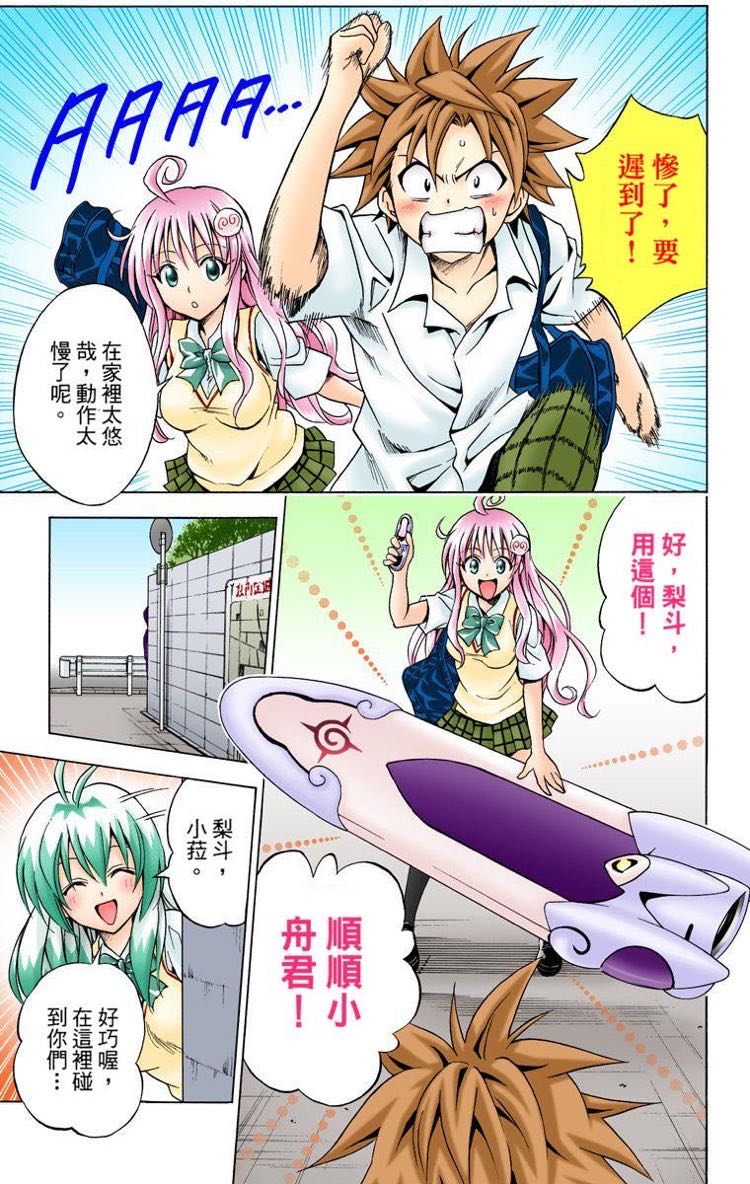 慘了，要
遲到了！
AAAA...
在家裡太悠
哉，動作太
慢了呢。
好，梨斗，
用這個！
順順小
舟君！
梨斗，
小菈。
好巧喔，
在這裡碰
到你們…